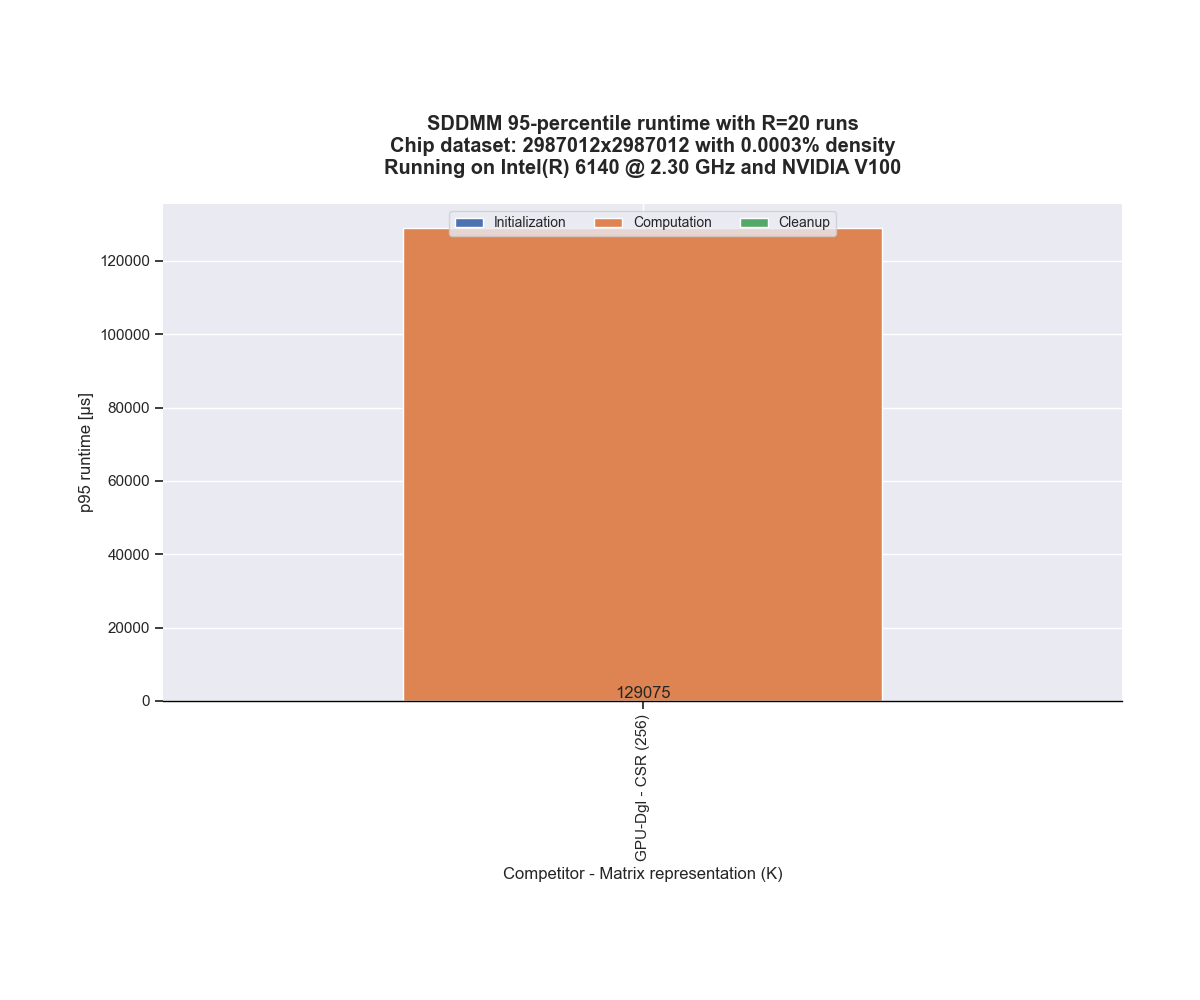 SDDMM 95-percentile runtime with R=20 runs
Chip dataset: 2987012x2987012 with 0.0003% density
Running on Intel(R) 6140 @ 2.30 GHz and NVIDIA V100
Initialization
Computation
Cleanup
p95 runtime [µs]
120000
100000
80000
60000
40000
20000
0
129075
GPU-Dgl - CSR (256)
Competitor - Matrix representation (K)